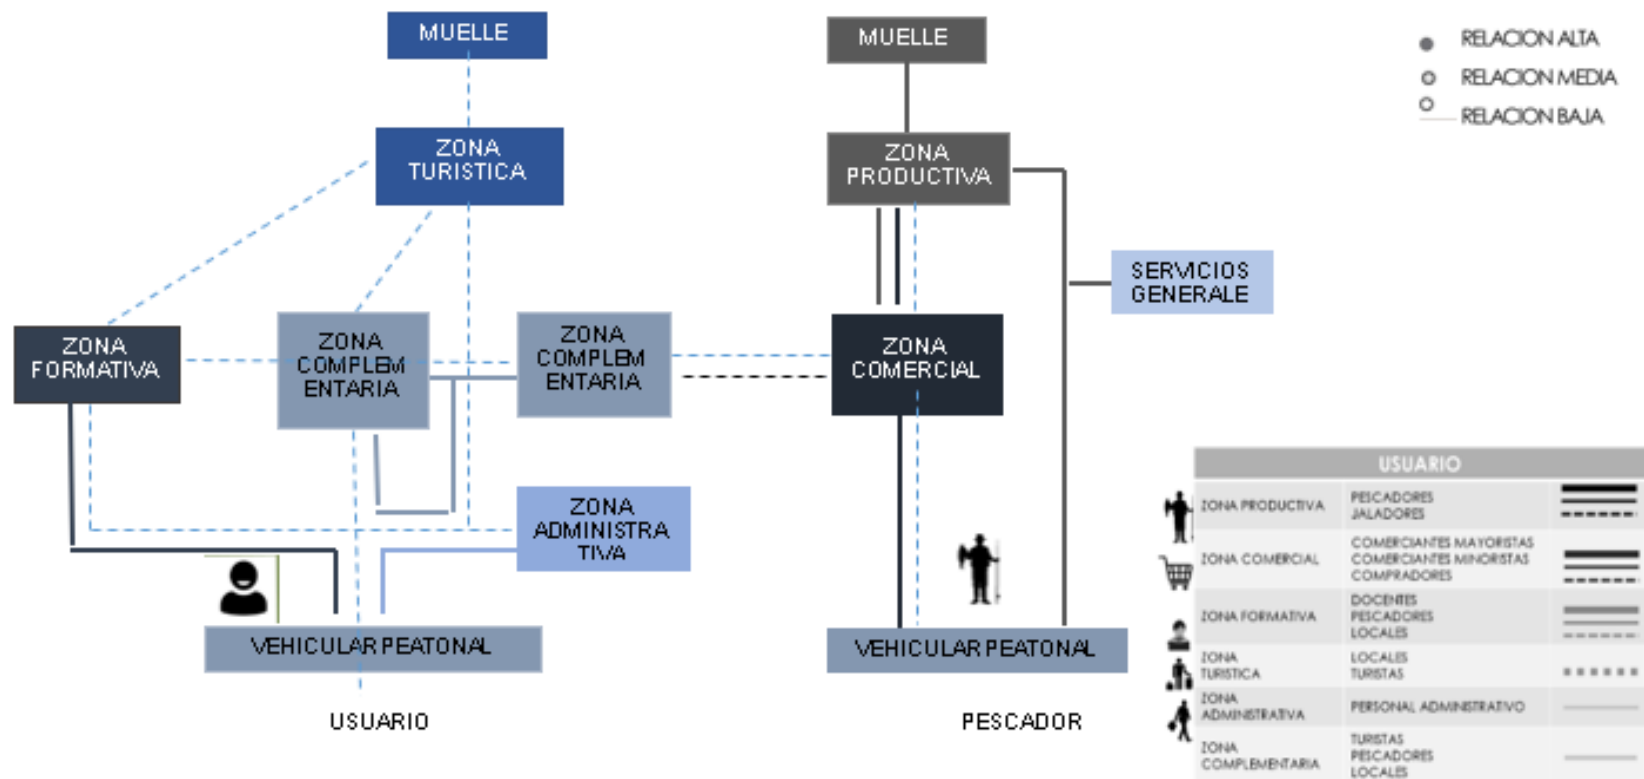 MUELLE
MUELLE
RELACION ALTA
RELACION MEDIA
RELACION BAJA
ZONA
TURISTICA
ZONA
PRODUCTIVA
SERVICIOS
GENERALE
ZONA
FORMATIVA
ZONA
COMPLEM
ENTARIA
ZONA
COMPLEM
ENTARIA
ZONA
COMERCIAL
ZONA
ADMINISTRA
TIVA
VEHICULAR PEATONAL
VEHICULAR PEATONAL
USUARIO
PESCADOR
USUARIO
ZONA PRODUCTIVA
PESCADORES
JALADORES
ZONA COMERCIAL
COMERCIANTES MAYORISTAS
COMERCIANTES MINORISTAS
COMPRADORES
ZONA FORMATIVA
DOCENTES
PESCADORES
LOCALES
ZONA
TURISTICA
LOCALES
TURISTAS
ZONA
ADMINISTRATIVA
PERSONAL ADMINISTRATIVO
ZONA
COMPLEMENTARIA
TURISTAS
PESCADORES
LOCALES